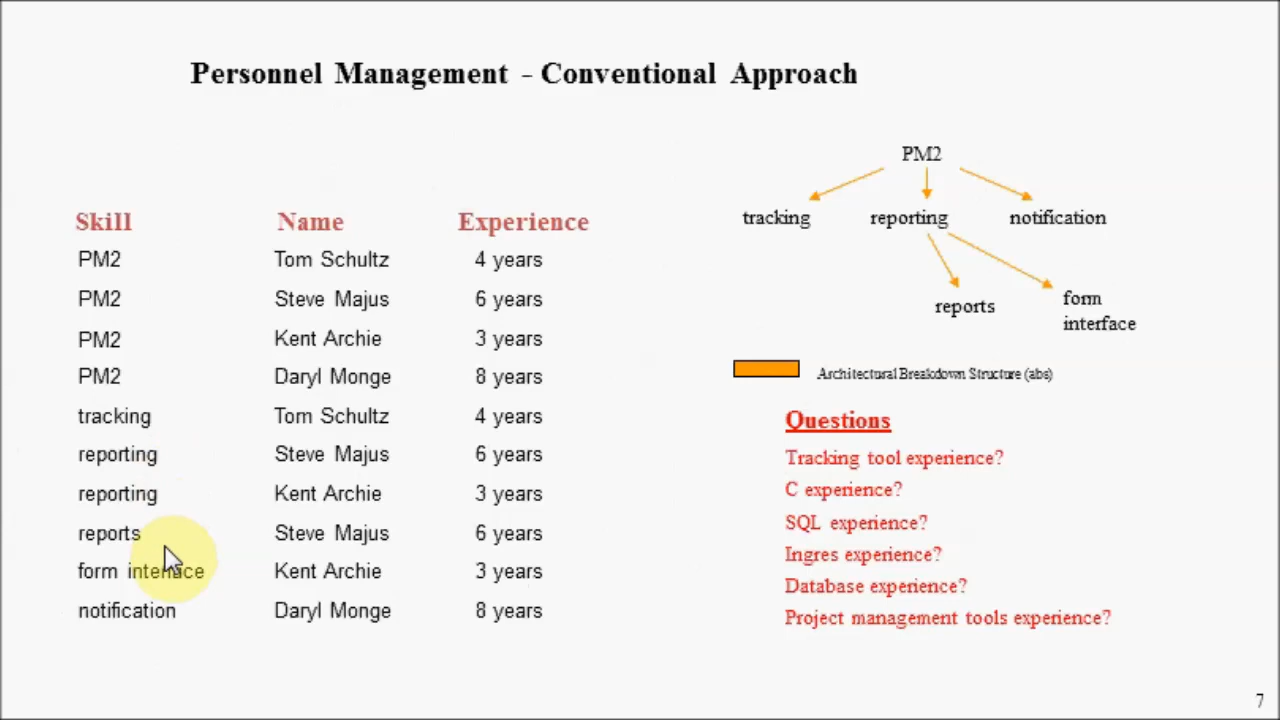 Personnel Management - Conventional Approach
Skill Name Experience
PM2 Tom Schultz 4 years
PM2 Steve Majus 6 years
PM2 Kent Archie 3 years
PM2 Daryl Monge 8 years
tracking Tom Schultz 4 years
reporting Steve Majus 6 years
reporting Kent Archie 3 years
reports Steve Majus 6 years
form interface Kent Archie 3 years
notification Daryl Monge 8 years
PM2
tracking reporting notification
reports
form
interface
Architectural Breakdown Structure (abs)
Questions
Tracking tool experience?
C experience?
SQL experience?
Ingres experience?
Database experience?
Project management tools experience?
7